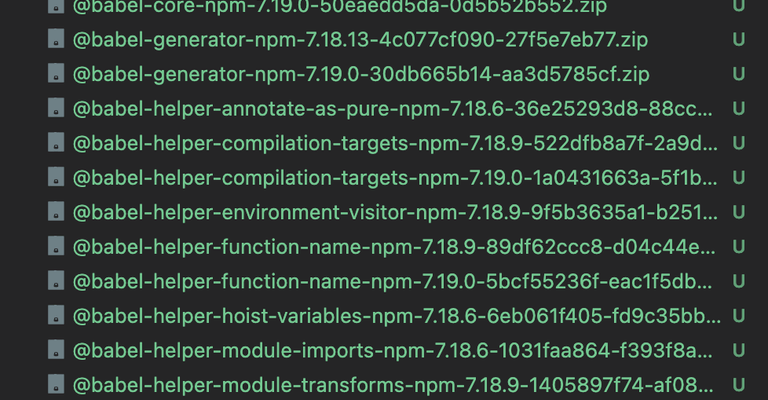 @babel-core-npm-7.19.0-50eaedd5da-0d5b52b552.zip U
@babel-generator-npm-7.18.13-4c077cf090-27f5e7eb77.zip U
@babel-generator-npm-7.19.0-30db665b14-aa3d5785cf.zip U
@babel-helper-annotate-as-pure-npm-7.18.6-36e25293d8-88cc... U
@babel-helper-compilation-targets-npm-7.18.9-522dfb8a7f-2a9d... U
@babel-helper-compilation-targets-npm-7.19.0-1a0431663a-5f1b... U
@babel-helper-environment-visitor-npm-7.18.9-9f5b3635a1-b251... U
@babel-helper-function-name-npm-7.18.9-89df62ccc8-d04c44e... U
@babel-helper-function-name-npm-7.19.0-5bcf55236f-eac1f5db... U
@babel-helper-hoist-variables-npm-7.18.6-6eb061f405-fd9c35bb... U
@babel-helper-module-imports-npm-7.18.6-1031faa864-f393f8a... U
@babel-helper-module-transforms-npm-7.18.9-1405897f74-af08... U